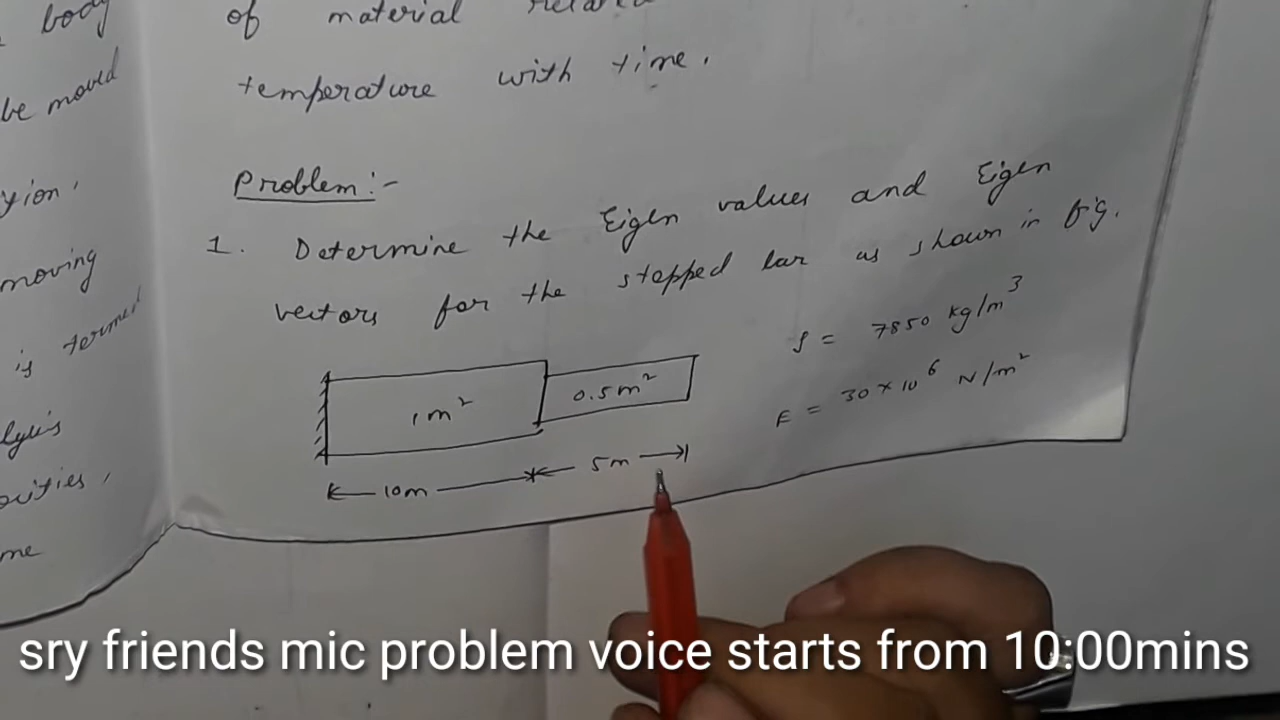 body
be moved
moving
is termed
me
of material
temperature with time.
Problem :-
1. Determine the Eigen values and Eigen
vectors for the stepped bar as shown in fig.
ρ = 7850 kg/m³
E = 30 × 10⁶ N/m²
1m²
0.5m²
10m
5m
sry friends mic problem voice starts from 10:00mins